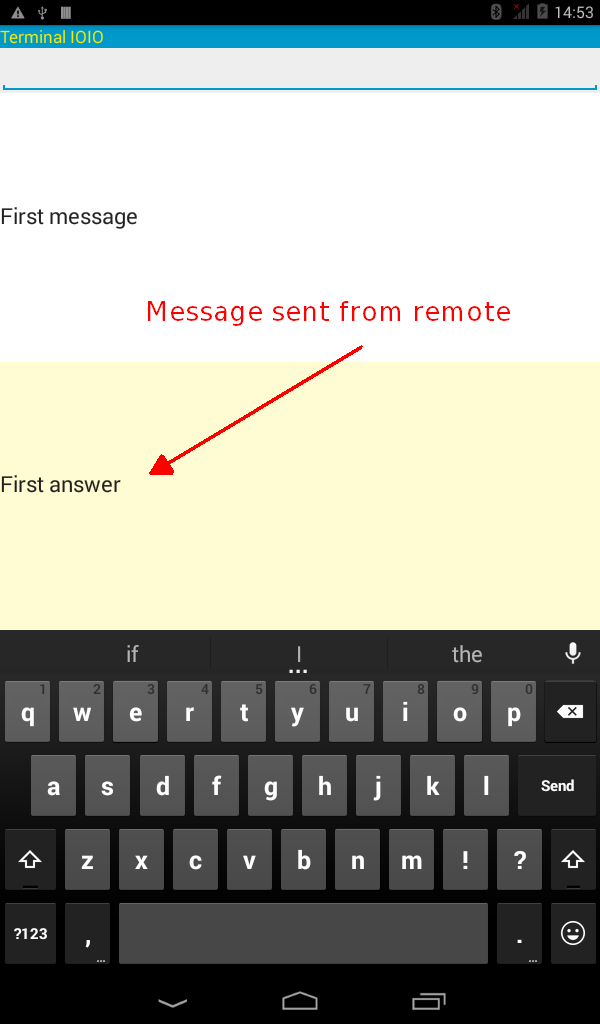 14:53
Terminal IOIO
First message
Message sent from remote
First answer
if I the
1 2 3 4 5 6 7 8 9 0
q w e r t y u i o p
a s d f g h j k l Send
z x c v b n m ! ?
?123 , .